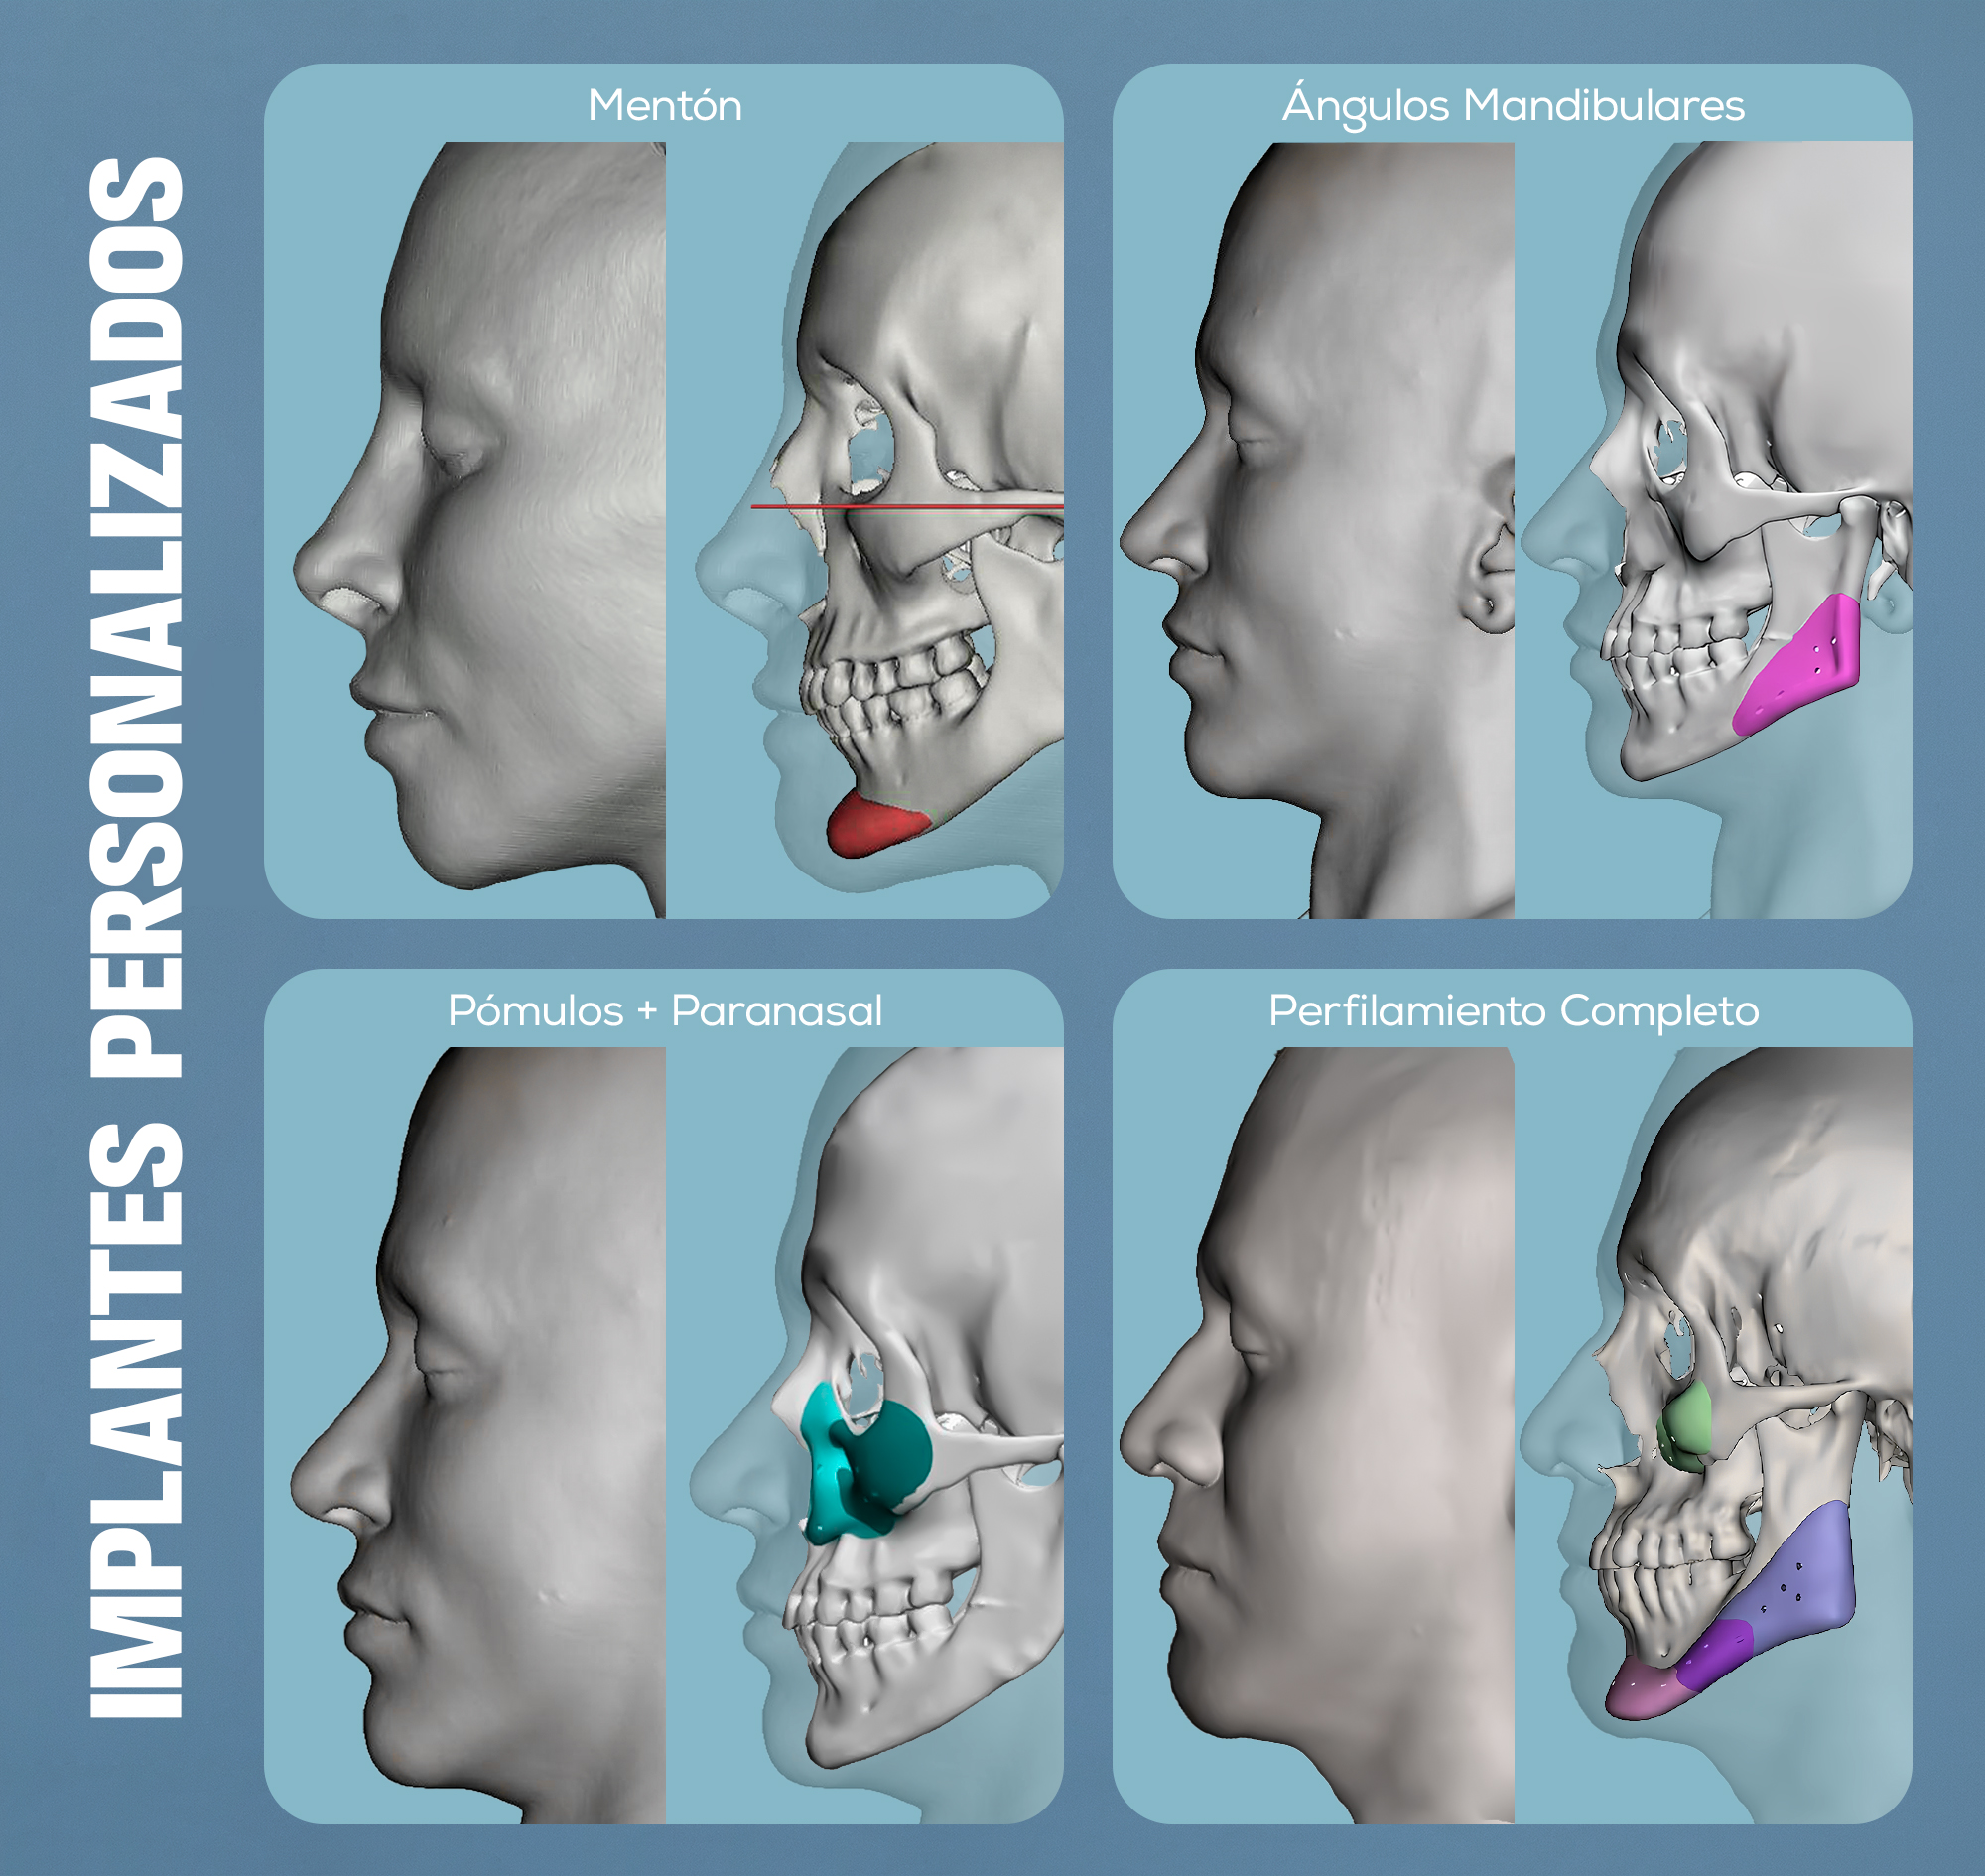 IMPLANTES PERSONALIZADOS
Mentón
Ángulos Mandibulares
Pómulos + Paranasal
Perfilamiento Completo